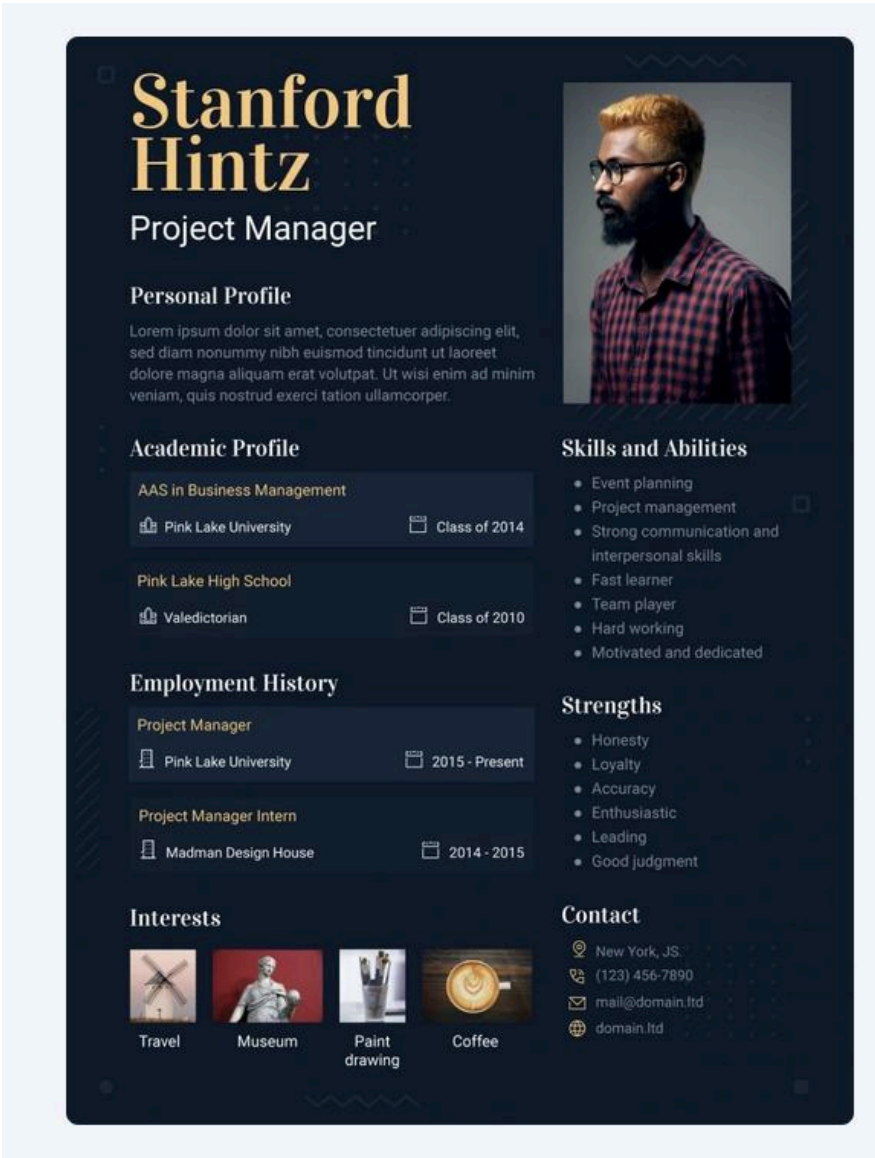 Stanford
Hintz
Project Manager
Personal Profile
Lorem ipsum dolor sit amet, consectetuer adipiscing elit,
sed diam nonummy nibh euismod tincidunt ut laoreet
dolore magna aliquam erat volutpat. Ut wisi enim ad minim
veniam, quis nostrud exerci tation ullamcorper.
Academic Profile
AAS in Business Management
Pink Lake University
Class of 2014
Pink Lake High School
Valedictorian
Class of 2010
Employment History
Project Manager
Pink Lake University
2015 - Present
Project Manager Intern
Madman Design House
2014 - 2015
Interests
Travel
Museum
Paint
drawing
Coffee
Skills and Abilities
Event planning
Project management
Strong communication and
interpersonal skills
Fast learner
Team player
Hard working
Motivated and dedicated
Strengths
Honesty
Loyalty
Accuracy
Enthusiastic
Leading
Good judgment
Contact
New York, JS.
(123) 456-7890
mail@domain.ltd
domain.ltd